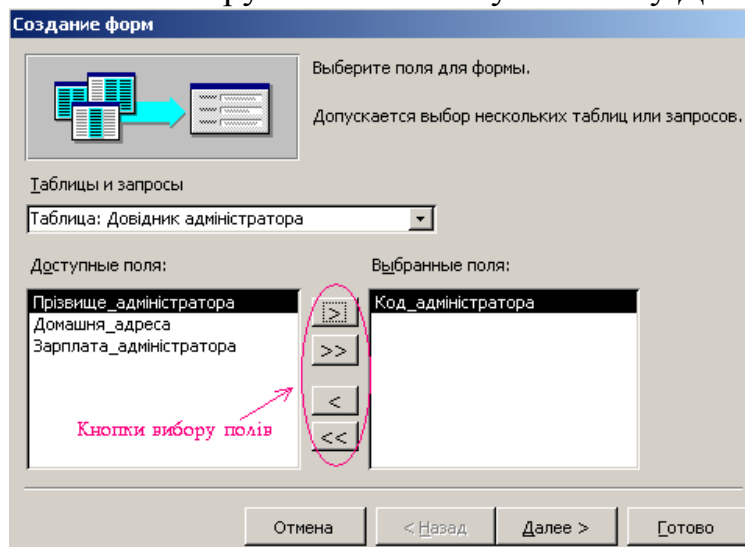 Создание форм
Выберите поля для формы.
Допускается выбор нескольких таблиц или запросов.
Таблицы и запросы
Таблица: Довідник адміністратора
Доступные поля:
Выбранные поля:
Прізвище_адміністратора
Домашня_адреса
Зарплата_адміністратора
>
>>
<
<<
Код_адміністратора
Кнопки вибору полів
Отмена
< Назад
Далее >
Готово